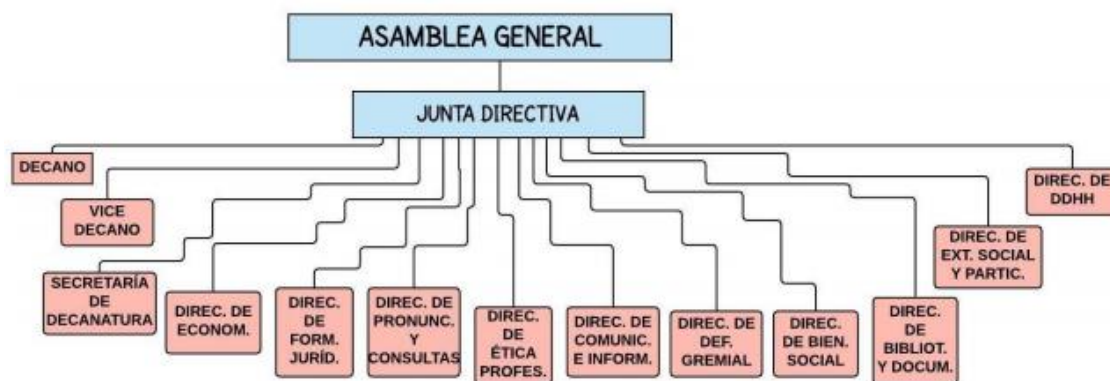 ASAMBLEA GENERAL
JUNTA DIRECTIVA
DECANO
VICE
DECANO
SECRETARÍA
DE
DECANATURA
DIREC. DE
ECONOM.
DIREC.
DE
FORM.
JURÍD.
DIREC. DE
PRONUNC.
Y
CONSULTAS
DIREC.
DE
ÉTICA
PROFES.
DIREC. DE
COMUNIC.
E INFORM.
DIREC. DE
DEF.
GREMIAL
DIREC.
DE BIEN.
SOCIAL
DIREC.
DE
BIBLIOT.
Y DOCUM.
DIREC. DE
EXT. SOCIAL
Y PARTIC.
DIREC. DE
DDHH